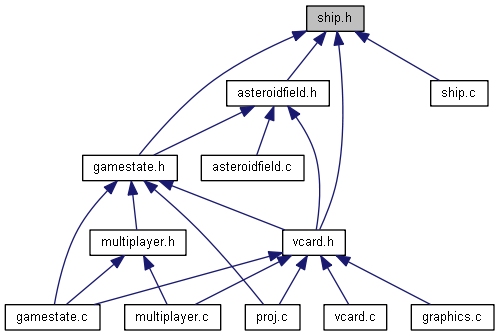 ship.h
asteroidfield.h
ship.c
gamestate.h
asteroidfield.c
multiplayer.h
vcard.h
gamestate.c
multiplayer.c
proj.c
vcard.c
graphics.c